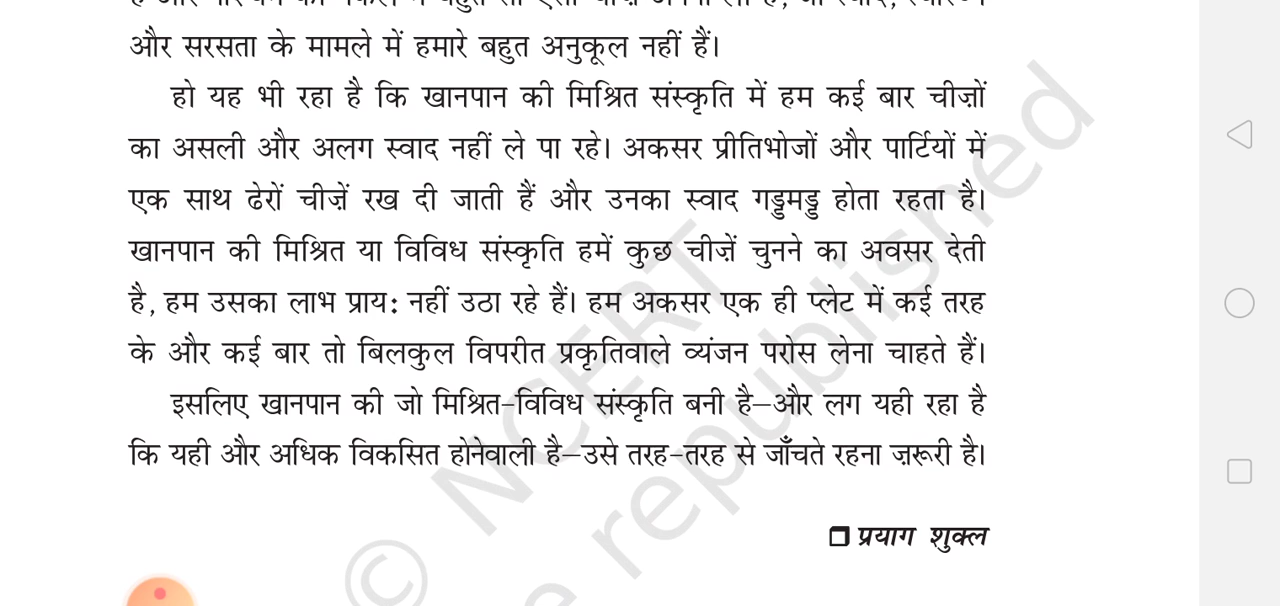 और सरसता के मामले में हमारे बहुत अनुकूल नहीं हैं।
हो यह भी रहा है कि खानपान की मिश्रित संस्कृति में हम कई बार चीज़ों
का असली और अलग स्वाद नहीं ले पा रहे। अकसर प्रीतिभोजों और पार्टियों में
एक साथ ढेरों चीज़ें रख दी जाती हैं और उनका स्वाद गड्डमड्ड होता रहता है।
खानपान की मिश्रित या विविध संस्कृति हमें कुछ चीज़ें चुनने का अवसर देती
है, हम उसका लाभ प्राय: नहीं उठा रहे हैं। हम अकसर एक ही प्लेट में कई तरह
के और कई बार तो बिलकुल विपरीत प्रकृतिवाले व्यंजन परोस लेना चाहते हैं।
इसलिए खानपान की जो मिश्रित-विविध संस्कृति बनी है—और लग यही रहा है
कि यही और अधिक विकसित होनेवाली है—उसे तरह-तरह से जाँचते रहना ज़रूरी है।
❒ प्रयाग शुक्ल
© NCERT
republished